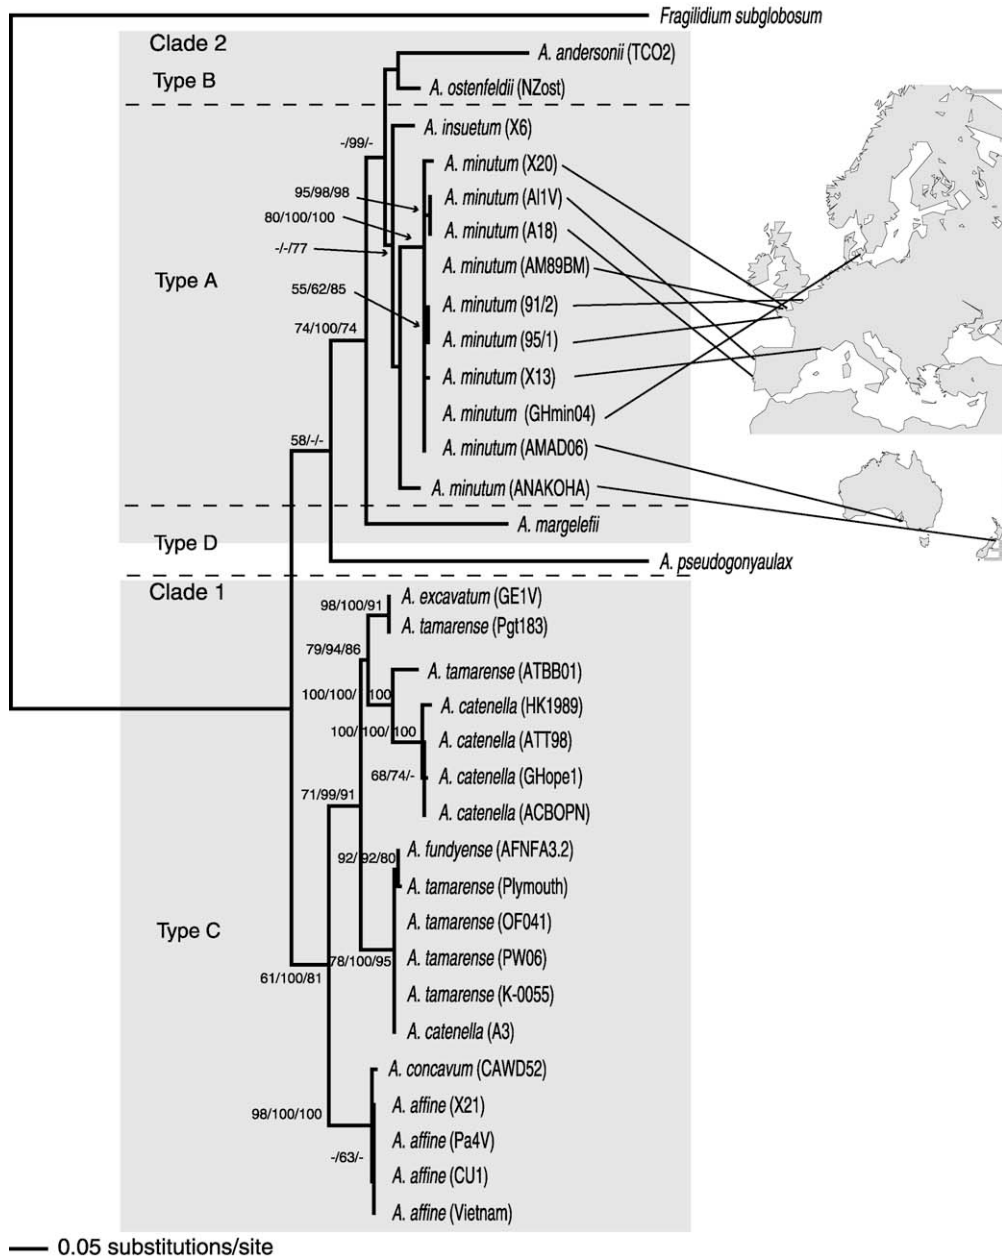 Fragilidium subglobosum
Clade 2
A. andersonii (TCO2)
Type B
A. ostenfeldii (NZost)
A. insuetum (X6)
-/99/-
A. minutum (X20)
95/98/98
A. minutum (Al1V)
80/100/100
A. minutum (A18)
-/-/77
A. minutum (AM89BM)
Type A
55/62/85
A. minutum (91/2)
74/100/74
A. minutum (95/1)
A. minutum (X13)
A. minutum (GHmin04)
58/-/-
A. minutum (AMAD06)
A. minutum (ANAKOHA)
A. margelefii
Type D
A. pseudogonyaulax
Clade 1
A. excavatum (GE1V)
98/100/91
A. tamarense (Pgt183)
79/94/86
A. tamarense (ATBB01)
100/100/ 100
A. catenella (HK1989)
100/ 100/ 100
A. catenella (ATT98)
68/74/-
A. catenella (GHope1)
71/99/91
A. catenella (ACBOPN)
A. fundyense (AFNFA3.2)
92/ 92/80
A. tamarense (Plymouth)
A. tamarense (OF041)
Type C
78/100/95
A. tamarense (PW06)
61/100/81
A. tamarense (K-0055)
A. catenella (A3)
A. concavum (CAWD52)
A. affine (X21)
98/100/100
A. affine (Pa4V)
-/63/-
A. affine (CU1)
A. affine (Vietnam)
0.05 substitutions/site